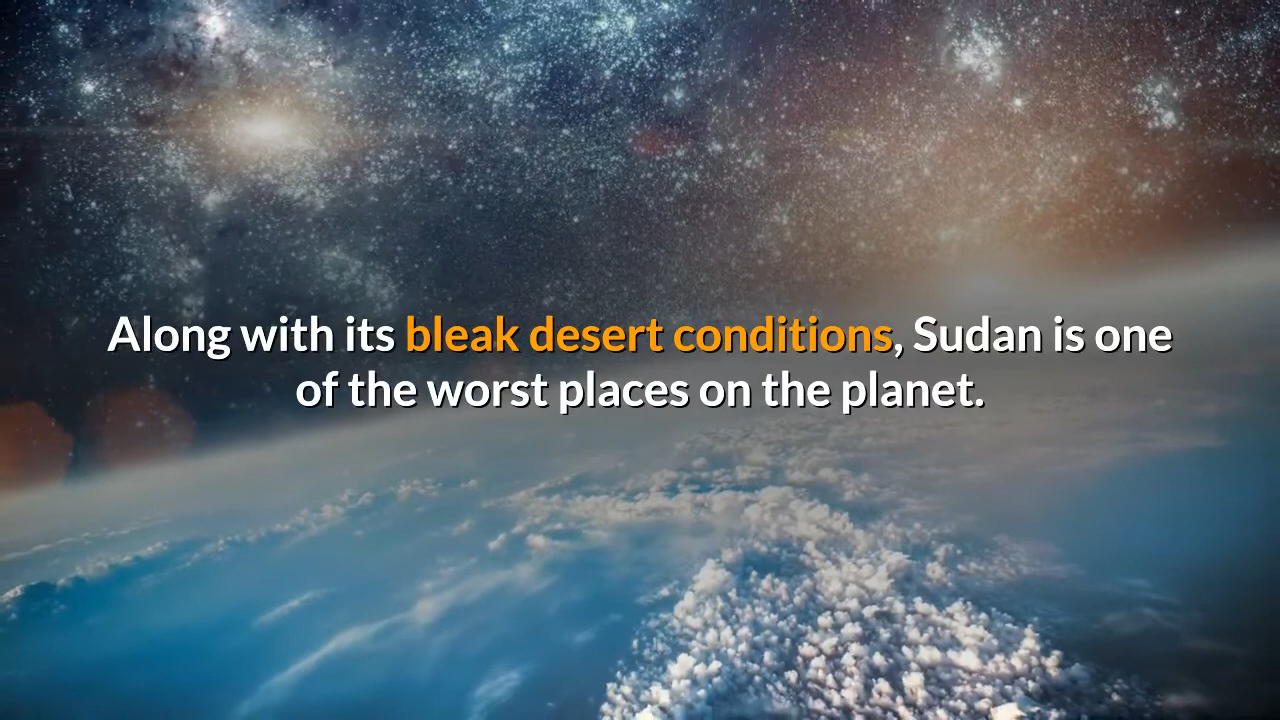 Along with its bleak desert conditions, Sudan is one
of the worst places on the planet.